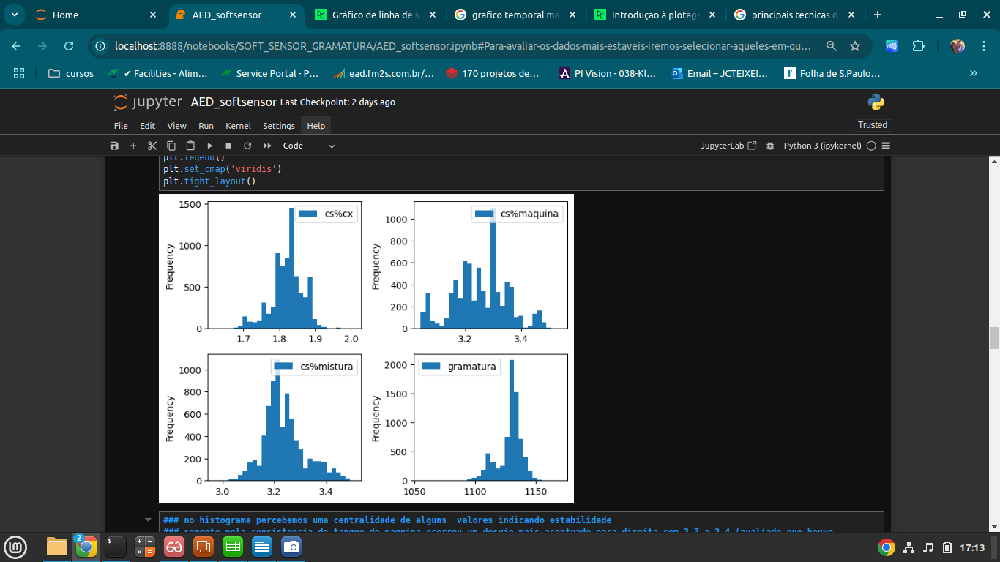 Home
AED_softsensor
Gráfico de linha de s
grafico temporal ma
Introdução à plotage
principais tecnicas d
localhost:8888/notebooks/SOFT_SENSOR_GRAMATURA/AED_softsensor.ipynb#Para-avaliar-os-dados-mais-estaveis-iremos-selecionar-aqueles-em-qu...
cursos
✔ Facilities - Alim...
Service Portal - P...
ead.fm2s.com.br/...
170 projetos de...
PI Vision - 038-Kl...
Email – JCTEIXEI...
Folha de S.Paulo...
»
jupyter AED_softsensor Last Checkpoint: 2 days ago
File Edit View Run Kernel Settings Help
Trusted
Code
JupyterLab
Python 3 (ipykernel)
plt.legend()
plt.set_cmap('viridis')
plt.tight_layout()
cs%cx
Frequency
1500
1000
500
0
1.7 1.8 1.9 2.0
cs%maquina
Frequency
1000
800
600
400
200
0
3.2 3.4
cs%mistura
Frequency
1000
800
600
400
200
0
3.0 3.2 3.4
gramatura
Frequency
2000
1500
1000
500
0
1050 1100 1150
### no histograma percebemos uma centralidade de alguns  valores indicando estabilidade
### somente pela consistencia do tanque de maquina ocorreu um desvio mais acentuado para direita com 3.3 a 3.4 (avaliado que houve
2
17:13